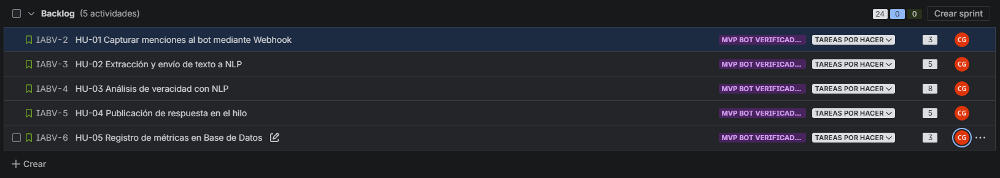 Backlog (5 actividades) 24 0 0 Crear sprint
IABV-2 HU-01 Capturar menciones al bot mediante Webhook MVP BOT VERIFICAD... TAREAS POR HACER 3 CG
IABV-3 HU-02 Extracción y envío de texto a NLP MVP BOT VERIFICAD... TAREAS POR HACER 5 CG
IABV-4 HU-03 Análisis de veracidad con NLP MVP BOT VERIFICAD... TAREAS POR HACER 8 CG
IABV-5 HU-04 Publicación de respuesta en el hilo MVP BOT VERIFICAD... TAREAS POR HACER 5 CG
IABV-6 HU-05 Registro de métricas en Base de Datos MVP BOT VERIFICAD... TAREAS POR HACER 3 CG
Crear